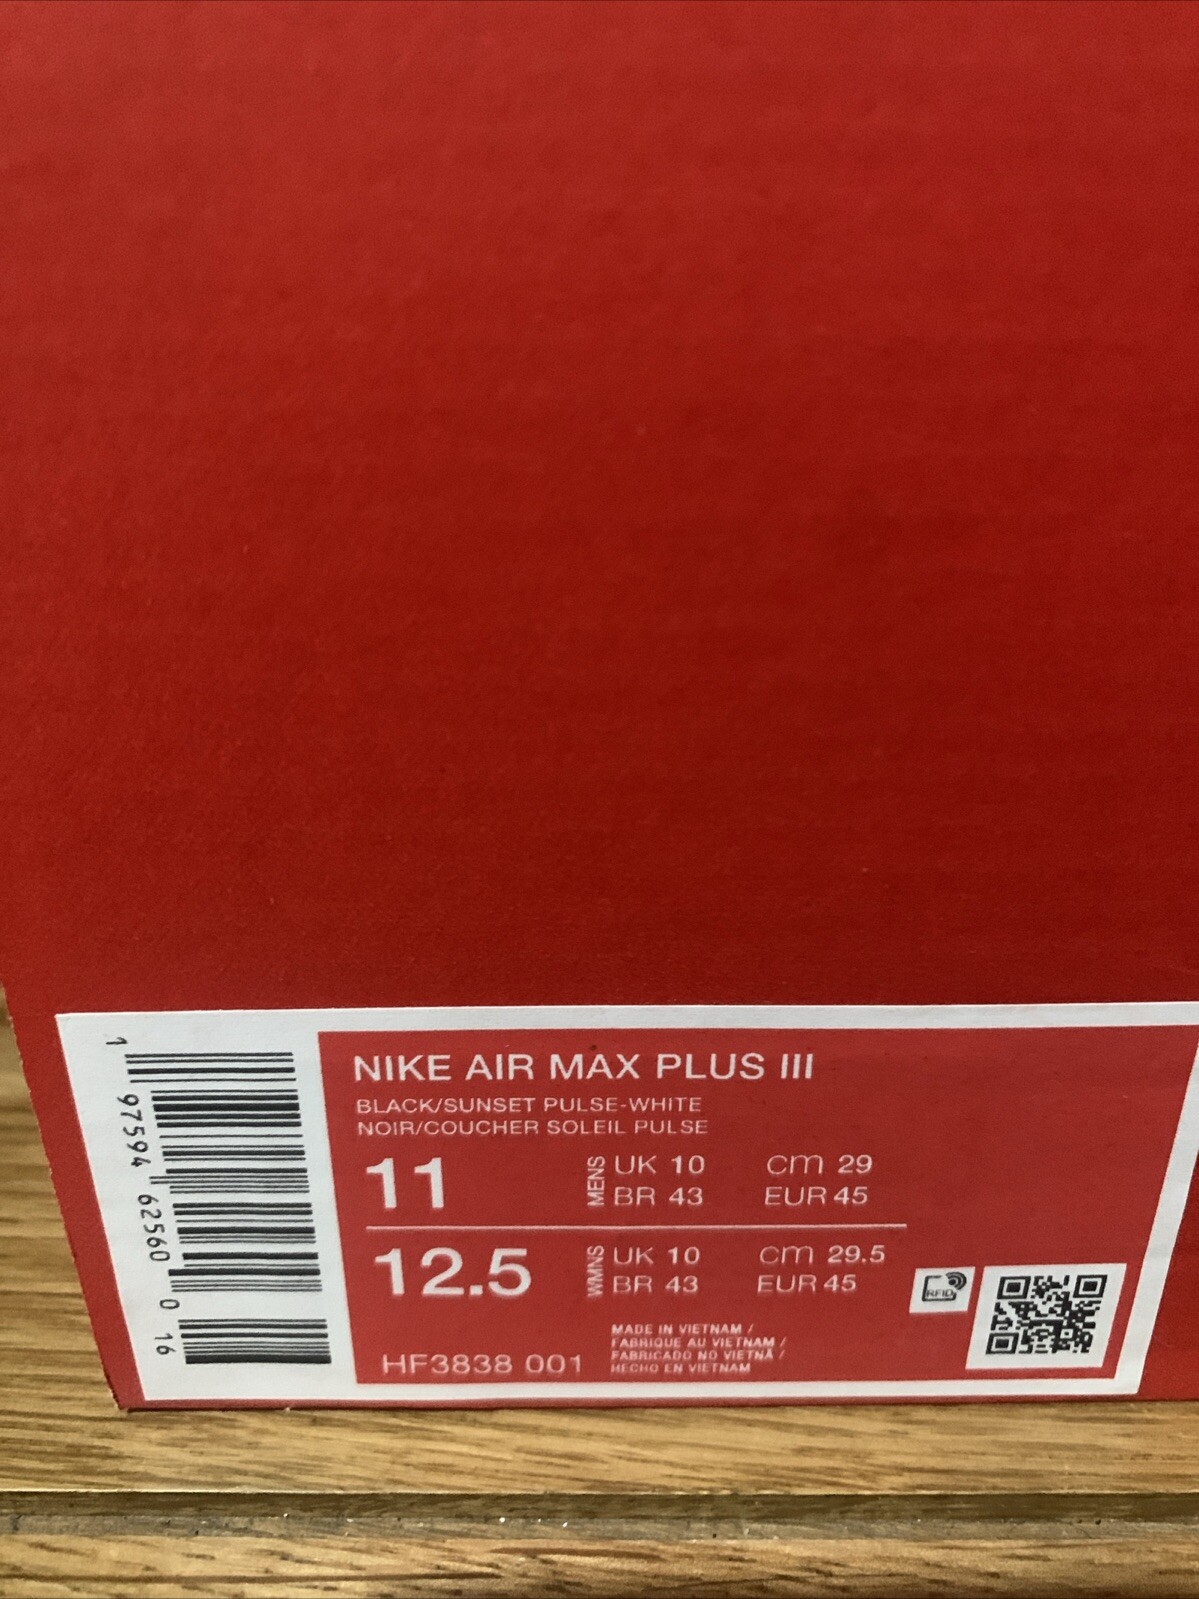 NIKE AIR MAX PLUS III
BLACK/SUNSET PULSE-WHITE
NOIR/COUCHER SOLEIL PULSE
11 MENS UK 10 cm 29
BR 43 EUR 45
12.5 WMNS UK 10 cm 29.5
BR 43 EUR 45
HF3838 001
MADE IN VIETNAM /
FABRIQUE AU VIETNAM /
FABRICADO NO VIETNÃ /
HECHO EN VIETNAM
RFID
1 97594 62560 0 16